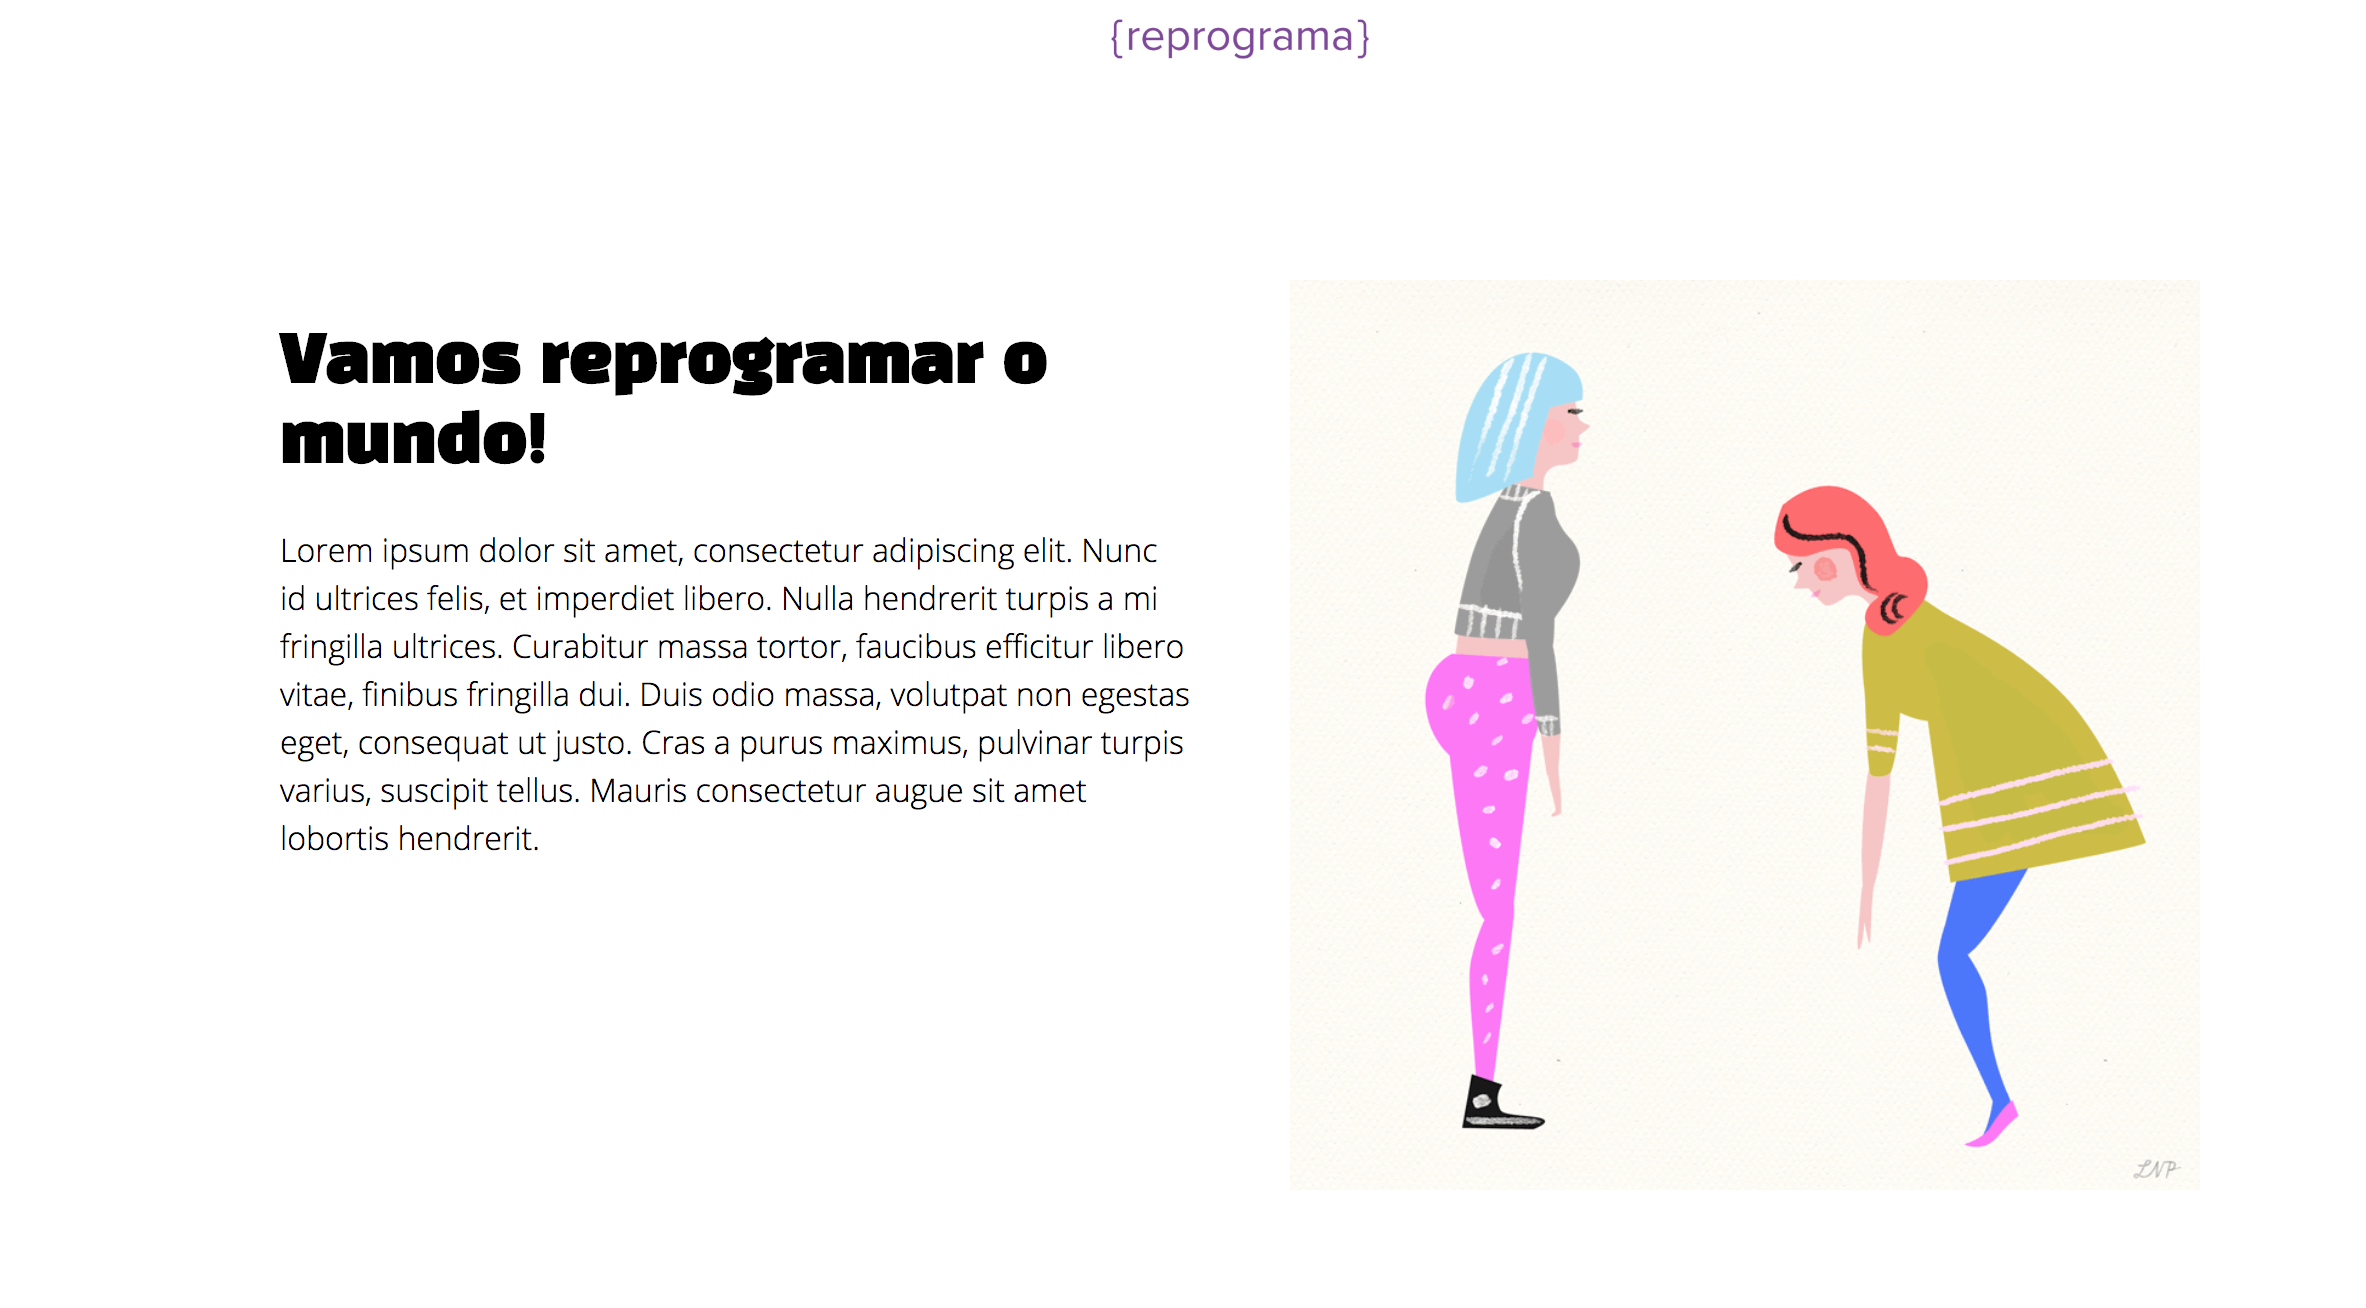 {reprograma}
Vamos reprogramar o
mundo!
Lorem ipsum dolor sit amet, consectetur adipiscing elit. Nunc
id ultrices felis, et imperdiet libero. Nulla hendrerit turpis a mi
fringilla ultrices. Curabitur massa tortor, faucibus efficitur libero
vitae, finibus fringilla dui. Duis odio massa, volutpat non egestas
eget, consequat ut justo. Cras a purus maximus, pulvinar turpis
varius, suscipit tellus. Mauris consectetur augue sit amet
lobortis hendrerit.
LNP